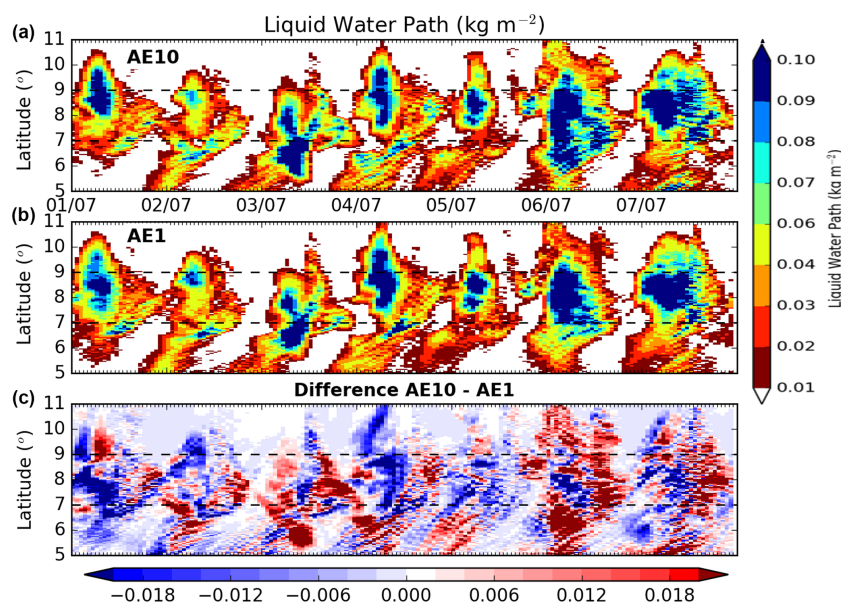 Liquid Water Path (kg m⁻²)
(a)
AE10
11
10
9
8
7
6
5
Latitude (°)
01/07 02/07 03/07 04/07 05/07 06/07 07/07
(b)
AE1
11
10
9
8
7
6
5
Latitude (°)
Difference AE10 - AE1
(c)
11
10
9
8
7
6
5
Latitude (°)
−0.018 −0.012 −0.006 0.000 0.006 0.012 0.018
0.10
0.09
0.08
0.07
0.06
0.04
0.03
0.02
0.01
Liquid Water Path (kg m⁻²)